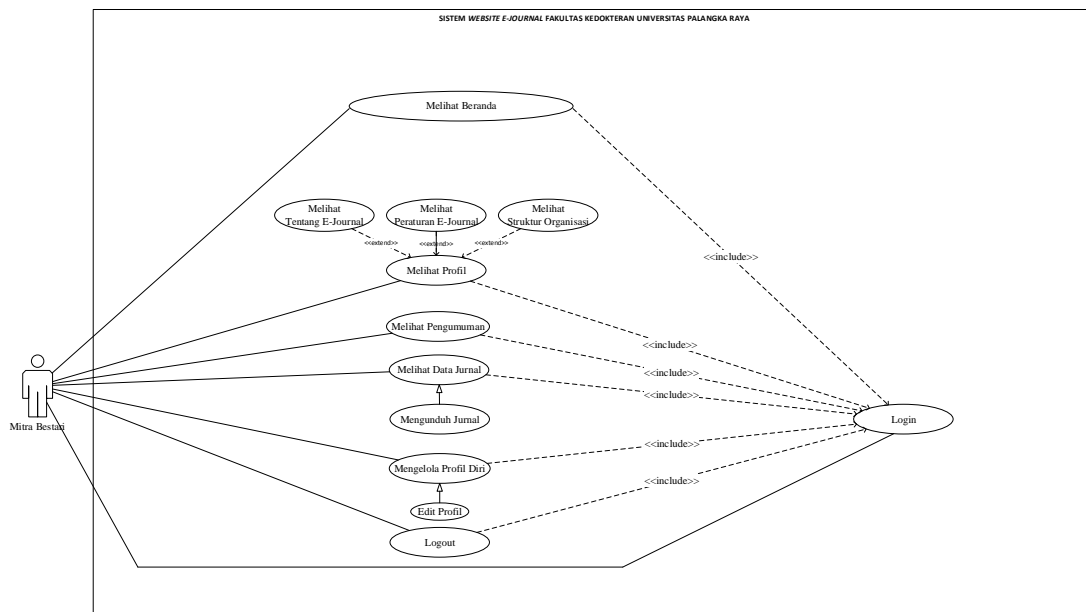 SISTEM WEBSITE E-JOURNAL FAKULTAS KEDOKTERAN UNIVERSITAS PALANGKA RAYA
Melihat Beranda
Melihat
Tentang E-Journal
Melihat
Peraturan E-Journal
Melihat
Struktur Organisasi
<<extend>>
<<extend>>
<<extend>>
<<include>>
Melihat Profil
Melihat Pengumuman
<<include>>
Melihat Data Jurnal
<<include>>
<<include>>
Mengunduh Jurnal
Login
Mitra Bestari
<<include>>
Mengelola Profil Diri
<<include>>
Edit Profil
Logout